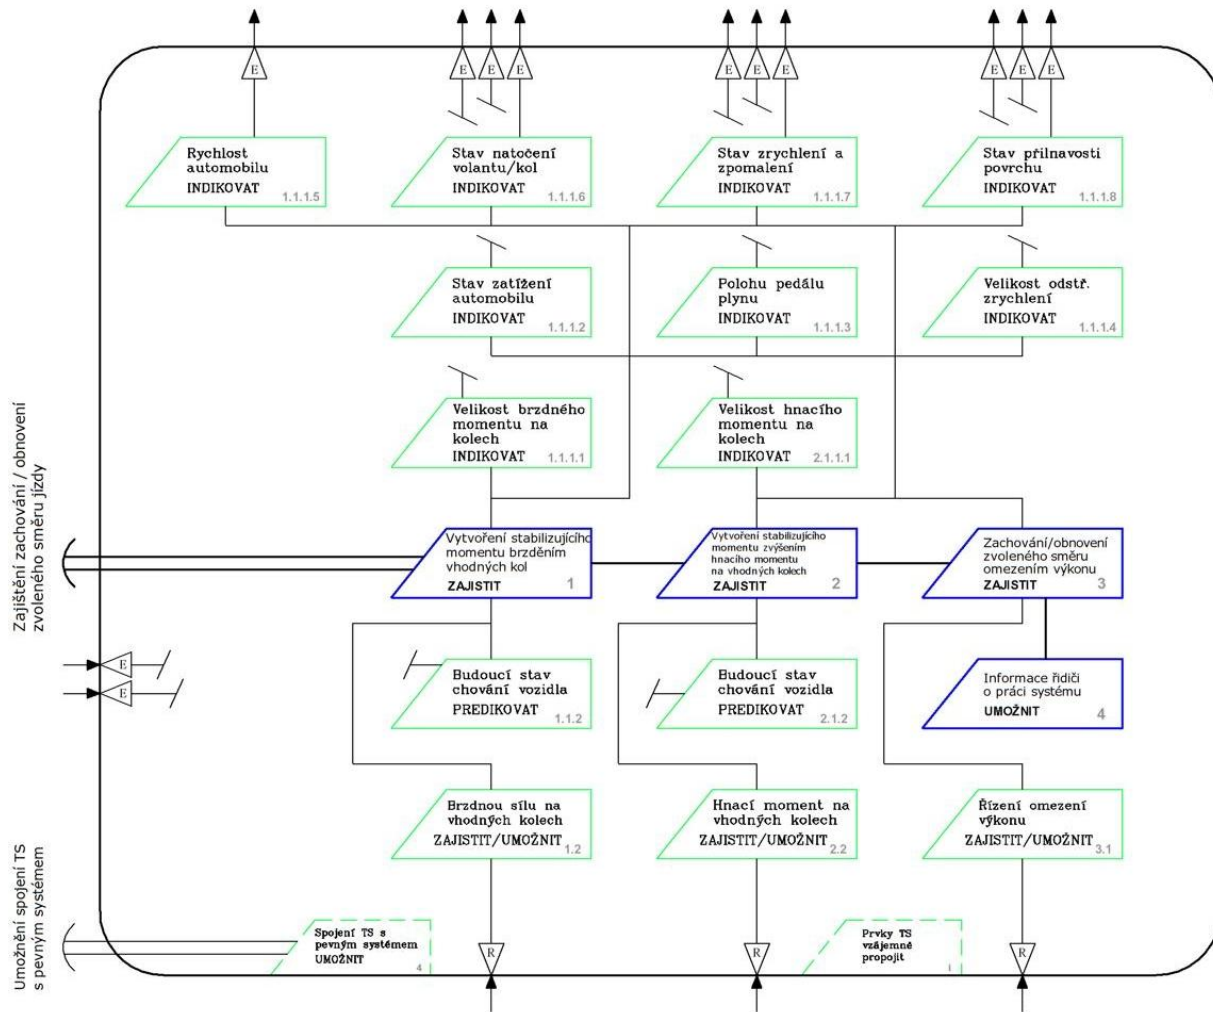 E
E
E
E
E
E
E
E
E
E
Rychlost
automobilu
INDIKOVAT
1.1.1.5
Stav natočení
volantu/kol
INDIKOVAT
1.1.1.6
Stav zrychlení a
zpomalení
INDIKOVAT
1.1.1.7
Stav přilnavosti
povrchu
INDIKOVAT
1.1.1.8
Stav zatížení
automobilu
INDIKOVAT
1.1.1.2
Polohu pedálu
plynu
INDIKOVAT
1.1.1.3
Velikost odstř.
zrychlení
INDIKOVAT
1.1.1.4
Velikost brzdného
momentu na
kolech
INDIKOVAT
1.1.1.1
Velikost hnacího
momentu na
kolech
INDIKOVAT
2.1.1.1
Zajištění zachování / obnovení
zvoleného směru jízdy
Vytvoření stabilizujícího
momentu brzděním
vhodných kol
ZAJISTIT
1
Vytvoření stabilizujícího
momentu zvýšením
hnacího momentu
na vhodných kolech
ZAJISTIT
2
Zachování/obnovení
zvoleného směru
omezením výkonu
ZAJISTIT
3
E
E
Budoucí stav
chování vozidla
PREDIKOVAT
1.1.2
Budoucí stav
chování vozidla
PREDIKOVAT
2.1.2
Informace řidiči
o práci systému
UMOŽNIT
4
Brzdnou sílu na
vhodných kolech
ZAJISTIT/UMOŽNIT
1.2
Hnací moment na
vhodných kolech
ZAJISTIT/UMOŽNIT
2.2
Řízení omezení
výkonu
ZAJISTIT/UMOŽNIT
3.1
Umožnění spojení TS
s pevným systémem
Spojení TS s
pevným systémem
UMOŽNIT
4
R
R
Prvky TS
vzájemně
propojit
I
R